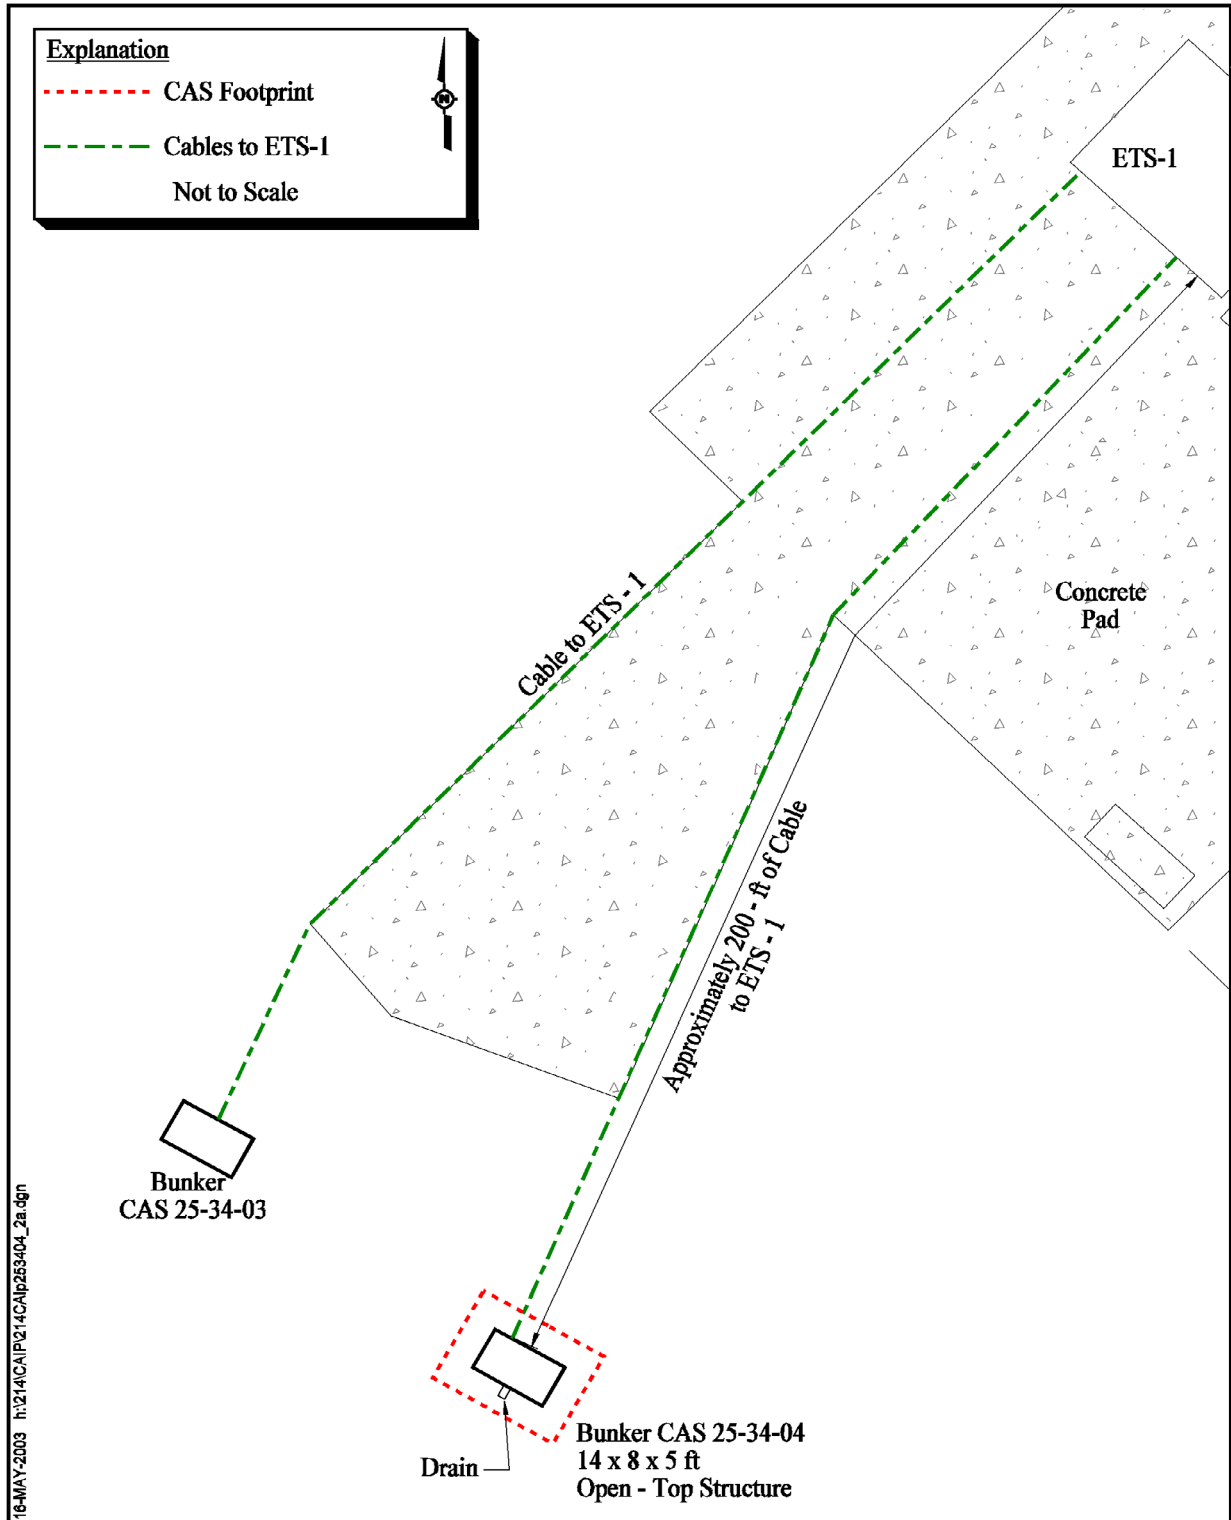 Explanation
CAS Footprint
Cables to ETS-1
Not to Scale
N
ETS-1
Concrete
Pad
Cable to ETS - 1
Approximately 200 - ft of Cable
to ETS - 1
Bunker
CAS 25-34-03
Bunker CAS 25-34-04
14 x 8 x 5 ft
Open - Top Structure
Drain
16-MAY-2003 h:\214\CAIP\214CAIp253404_2a.dgn